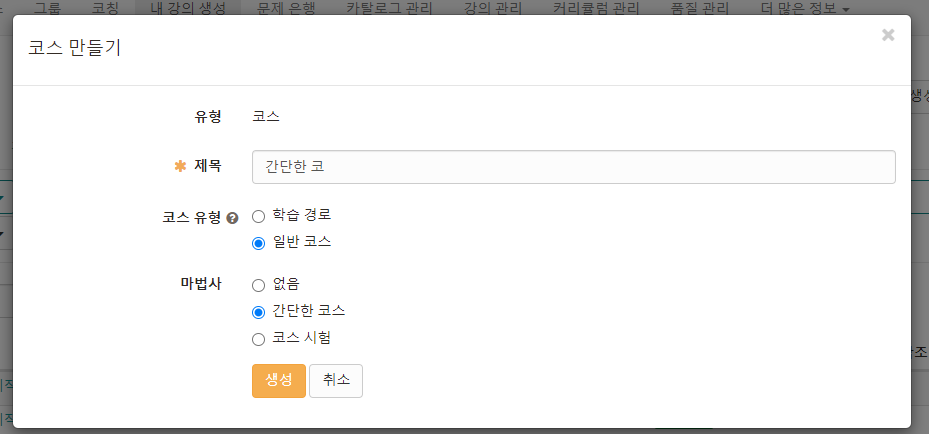 그룹 코칭 내 강의 생성 문제 은행 카탈로그 관리 강의 관리 커리큘럼 관리 품질 관리 더 많은 정보
코스 만들기 ×
유형 코스
✱ 제목 간단한 코
코스 유형 ? 학습 경로
일반 코스
마법사 없음
간단한 코스
코스 시험
생성 취소